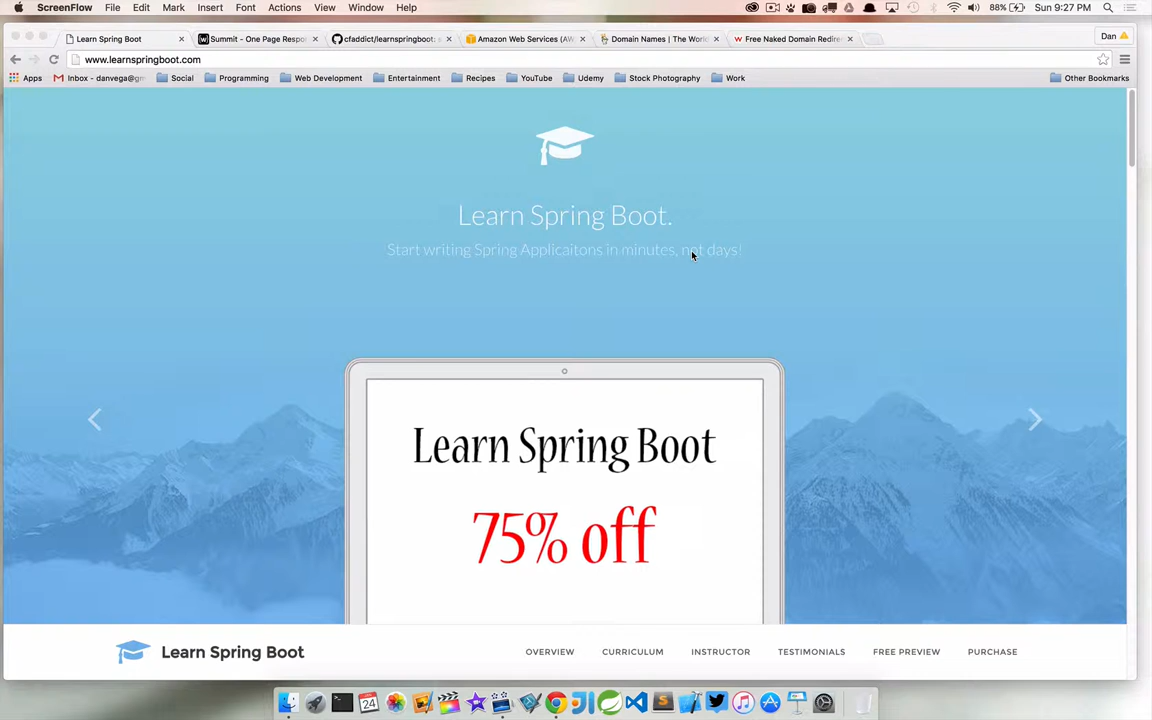 ScreenFlow File Edit Mark Insert Font Actions View Window Help 88% Sun 9:27 PM
Learn Spring Boot Summit - One Page Respo cfaddict/learnspringboot: s Amazon Web Services (AW Domain Names | The World Free Naked Domain Redire Dan
www.learnspringboot.com
Apps Inbox - danvega@gm Social Programming Web Development Entertainment Recipes YouTube Udemy Stock Photography Work Other Bookmarks
Learn Spring Boot.
Start writing Spring Applicaitons in minutes, not days!
Learn Spring Boot
75% off
Learn Spring Boot OVERVIEW CURRICULUM INSTRUCTOR TESTIMONIALS FREE PREVIEW PURCHASE
24